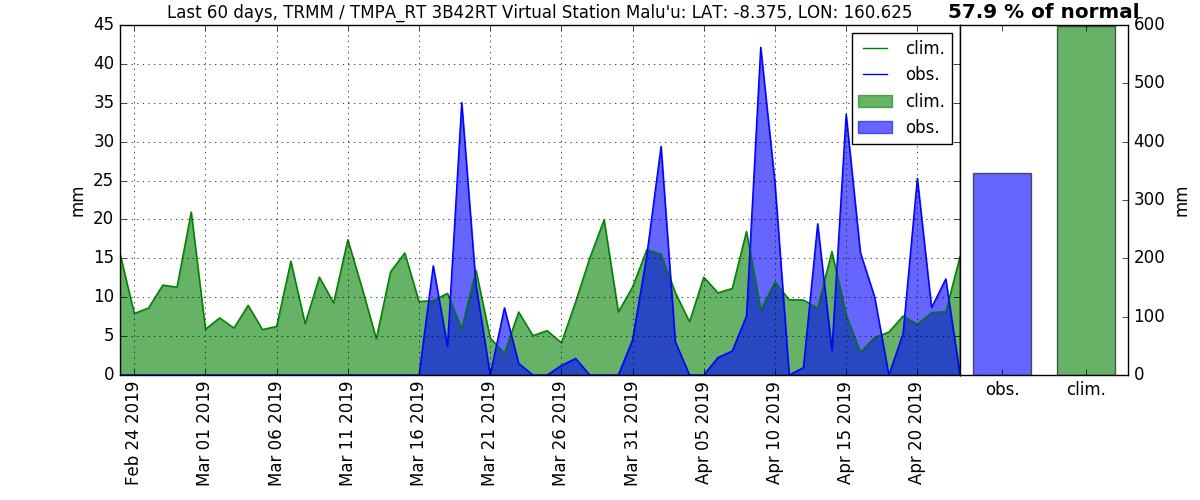 Last 60 days, TRMM / TMPA_RT 3B42RT Virtual Station Malu'u: LAT: -8.375, LON: 160.625
57.9 % of normal
45
40
35
30
25
20
15
10
5
0
mm
clim.
obs.
clim.
obs.
600
500
400
300
200
100
0
mm
obs.
clim.
Feb 24 2019
Mar 01 2019
Mar 06 2019
Mar 11 2019
Mar 16 2019
Mar 21 2019
Mar 26 2019
Mar 31 2019
Apr 05 2019
Apr 10 2019
Apr 15 2019
Apr 20 2019